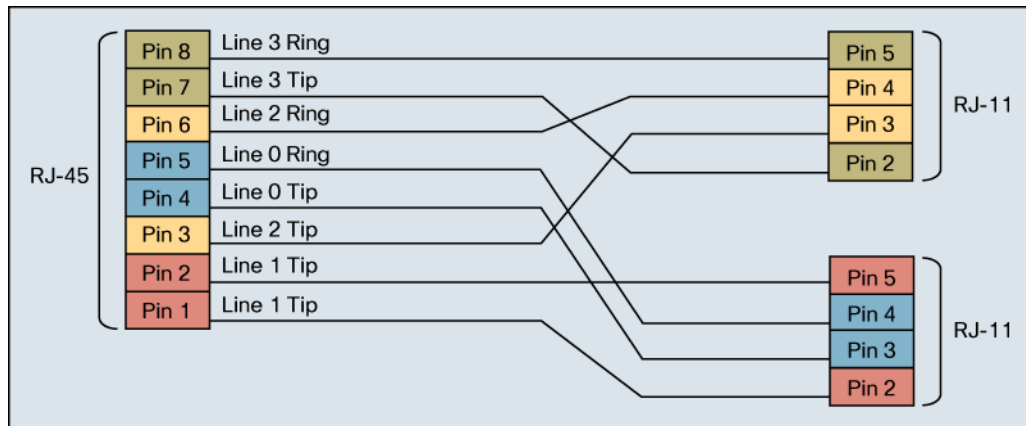 RJ-45
Pin 8
Line 3 Ring
Pin 7
Line 3 Tip
Pin 6
Line 2 Ring
Pin 5
Line 0 Ring
Pin 4
Line 0 Tip
Pin 3
Line 2 Tip
Pin 2
Line 1 Tip
Pin 1
Line 1 Tip
Pin 5
Pin 4
Pin 3
Pin 2
RJ-11
Pin 5
Pin 4
Pin 3
Pin 2
RJ-11